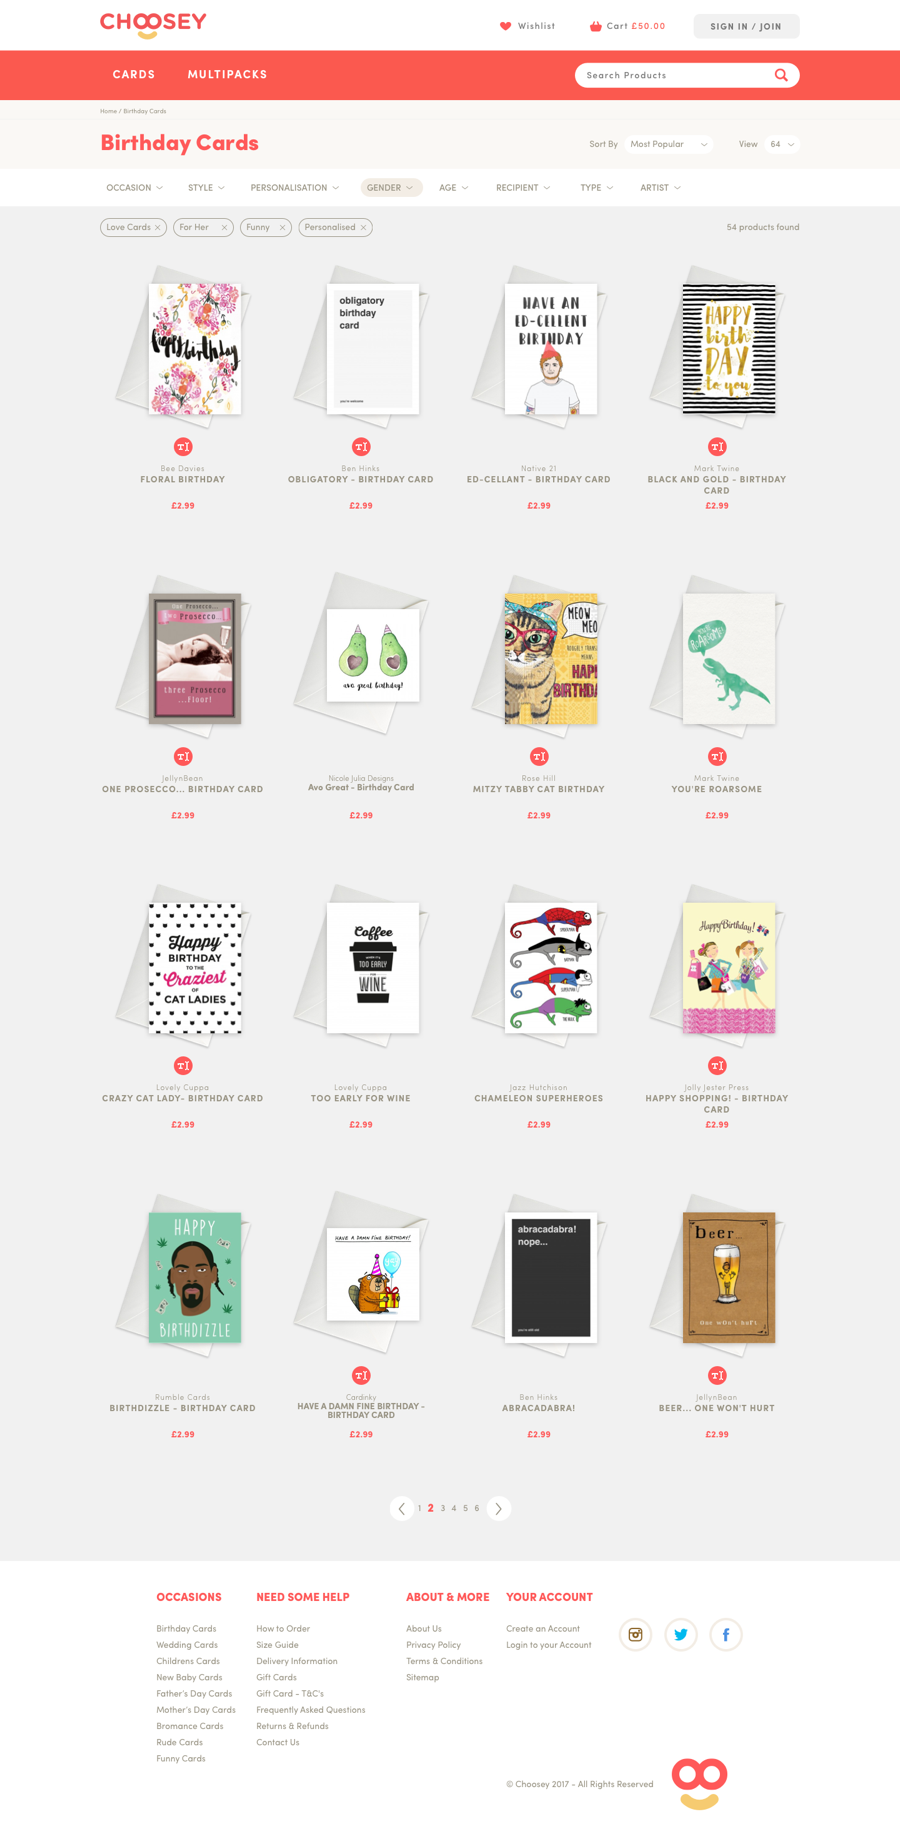 CHOOSEY
Wishlist
Cart £50.00
SIGN IN / JOIN
CARDS
MULTIPACKS
Search Products
Home / Birthday Cards
Birthday Cards
Sort By
Most Popular
View
64
OCCASION
STYLE
PERSONALISATION
GENDER
AGE
RECIPIENT
TYPE
ARTIST
Love Cards
For Her
Funny
Personalised
54 products found
happy birthday
obligatory
birthday
card
HAVE AN
ED-CELLENT
BIRTHDAY
HAPPY
birth
DAY
to you
Bee Davies
FLORAL BIRTHDAY
£2.99
Ben Hinks
OBLIGATORY - BIRTHDAY CARD
£2.99
Native 21
ED-CELLANT - BIRTHDAY CARD
£2.99
Mark Twine
BLACK AND GOLD - BIRTHDAY
CARD
£2.99
One Prosecco...
Prosecco
three Prosecco
...Floor!
avo great birthday!
MEOW
MEO
HAPI
BIRTHDA
ROARSOME!
JellynBean
ONE PROSECCO... BIRTHDAY CARD
£2.99
Nicole Julia Designs
Avo Great - Birthday Card
£2.99
Rose Hill
MITZY TABBY CAT BIRTHDAY
£2.99
Mark Twine
YOU'RE ROARSOME
£2.99
Happy
BIRTHDAY
TO THE
Craziest
OF
CAT LADIES
Coffee
TOO EARLY
WINE
Happy Birthday!
Lovely Cuppa
CRAZY CAT LADY- BIRTHDAY CARD
£2.99
Lovely Cuppa
TOO EARLY FOR WINE
£2.99
Jazz Hutchison
CHAMELEON SUPERHEROES
£2.99
Jolly Jester Press
HAPPY SHOPPING! - BIRTHDAY
CARD
£2.99
HAPPY
BIRTHDIZZLE
HAVE A DAMN FINE BIRTHDAY!
abracadabra!
nope...
beer
One won't hurt
Rumble Cards
BIRTHDIZZLE - BIRTHDAY CARD
£2.99
Cardinky
HAVE A DAMN FINE BIRTHDAY -
BIRTHDAY CARD
£2.99
Ben Hinks
ABRACADABRA!
£2.99
JellynBean
BEER... ONE WON'T HURT
£2.99
1 2 3 4 5 6
OCCASIONS
Birthday Cards
Wedding Cards
Childrens Cards
New Baby Cards
Father's Day Cards
Mother's Day Cards
Bromance Cards
Rude Cards
Funny Cards
NEED SOME HELP
How to Order
Size Guide
Delivery Information
Gift Cards
Gift Card - T&C's
Frequently Asked Questions
Returns & Refunds
Contact Us
ABOUT & MORE
About Us
Privacy Policy
Terms & Conditions
Sitemap
YOUR ACCOUNT
Create an Account
Login to your Account
© Choosey 2017 - All Rights Reserved